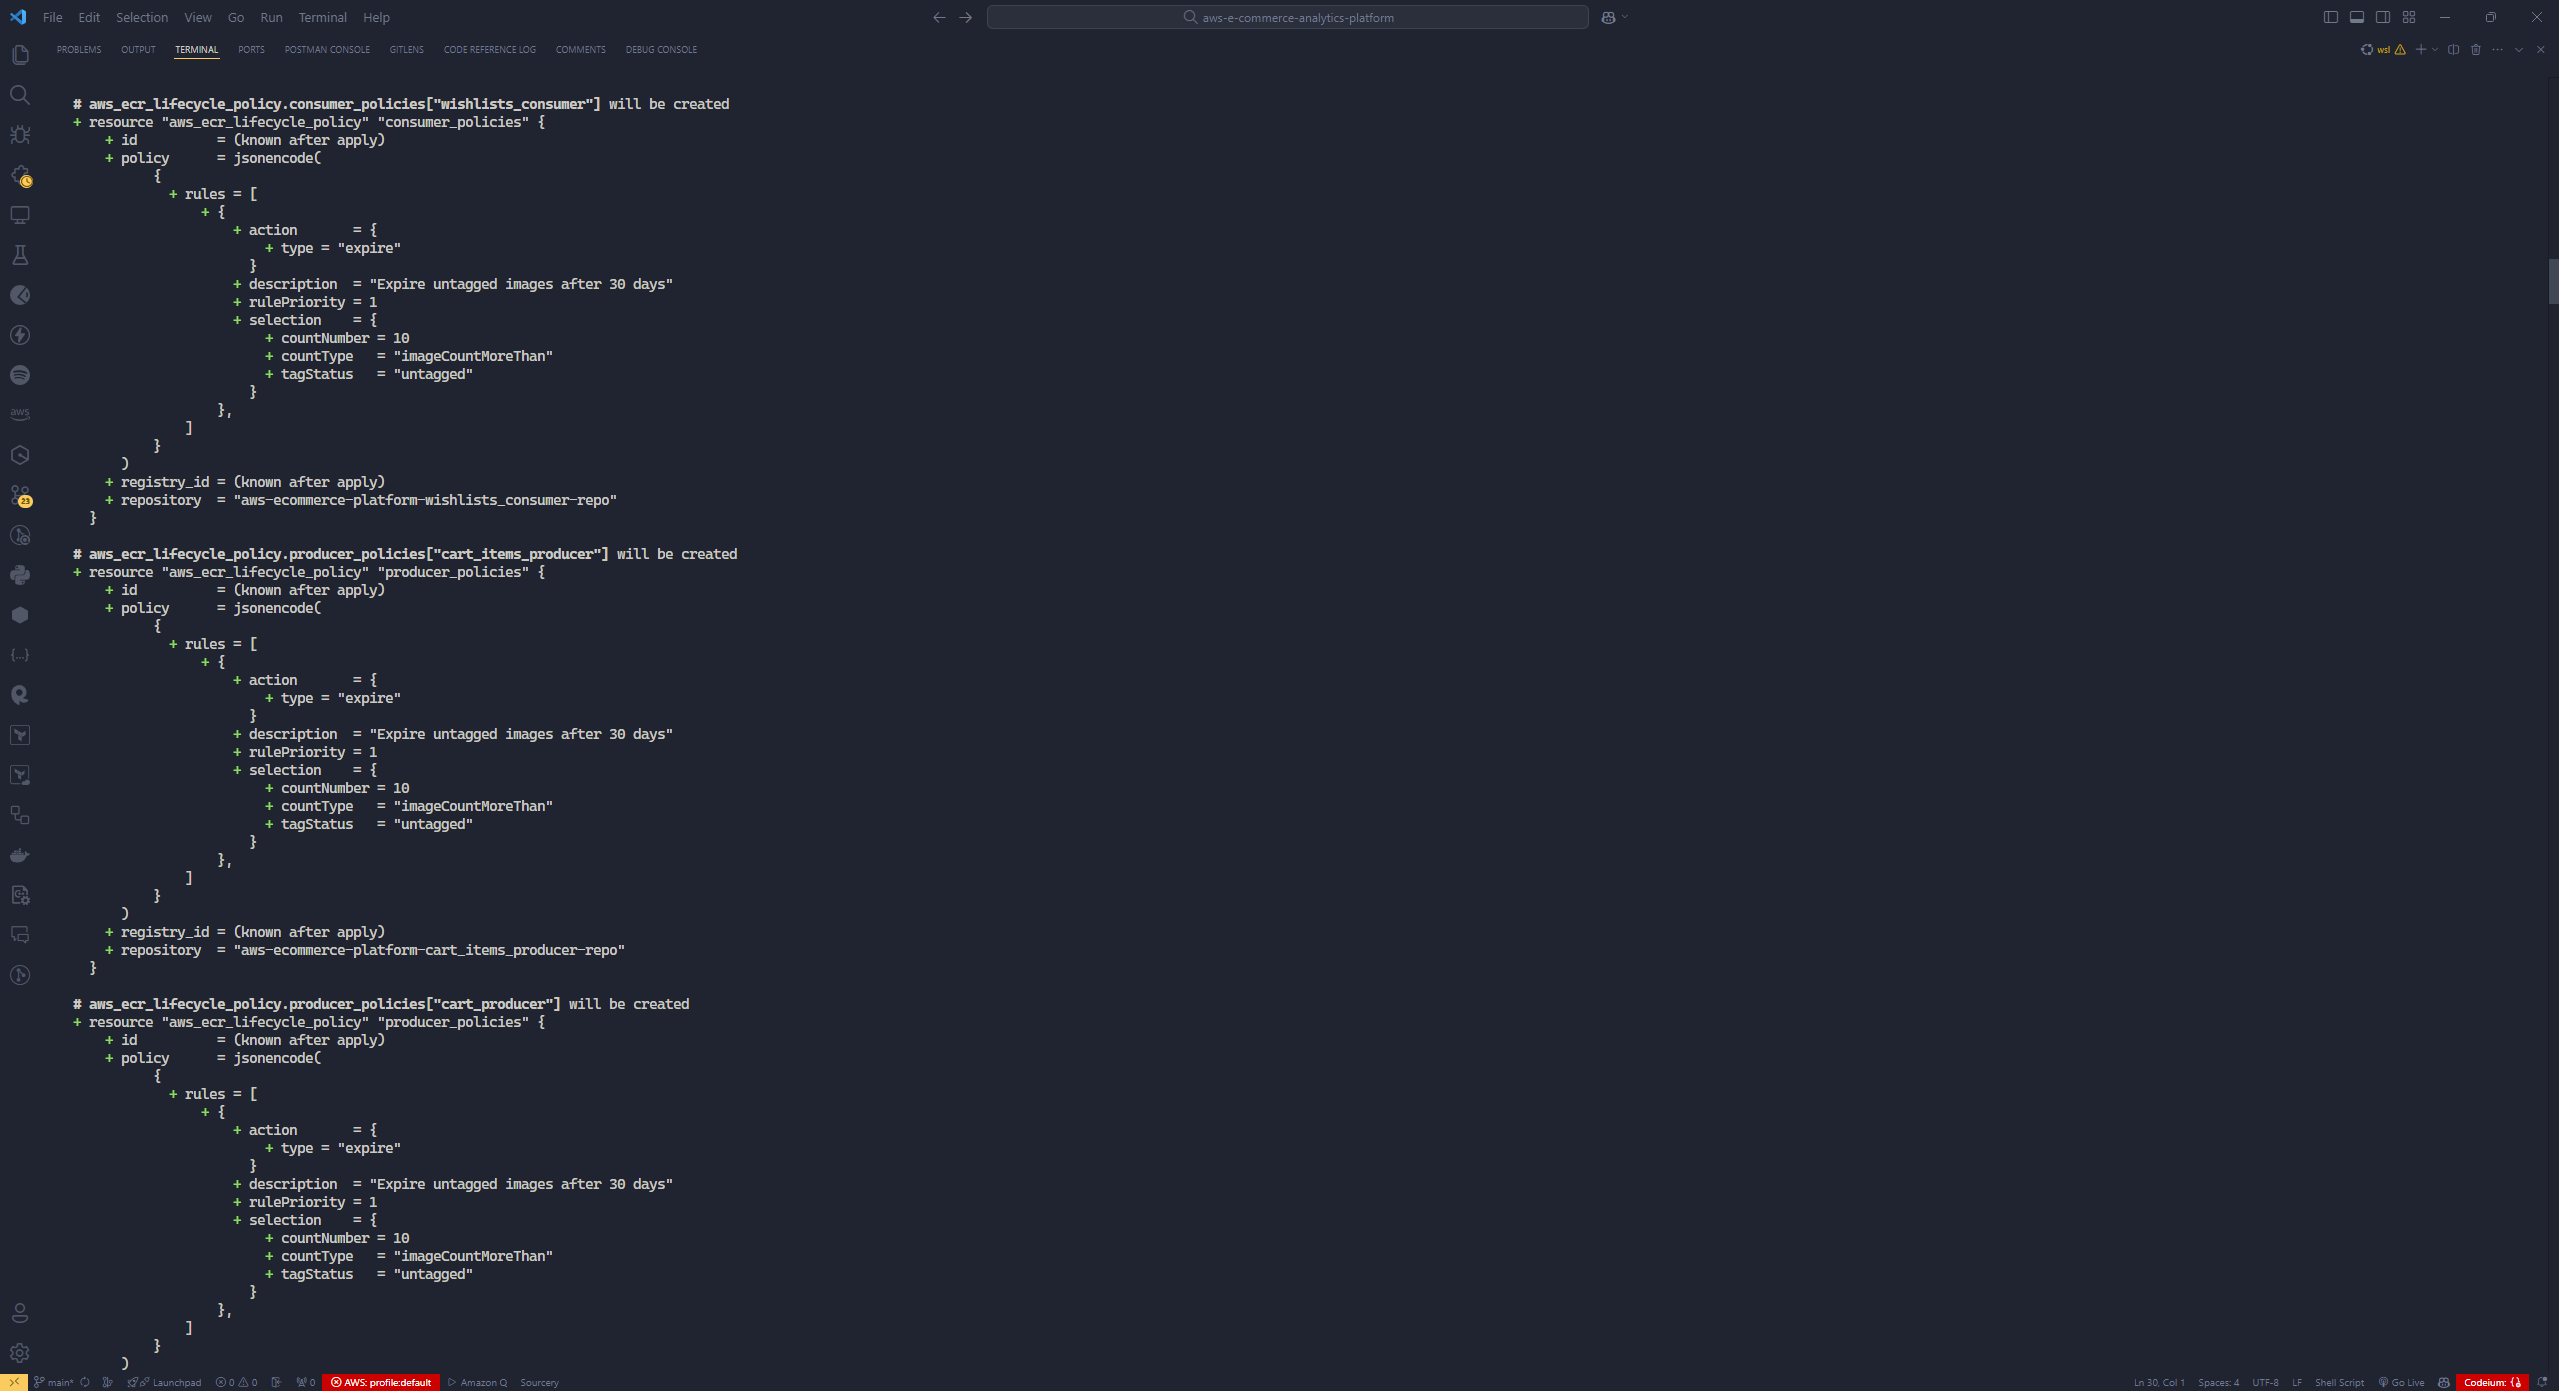 File Edit Selection View Go Run Terminal Help
aws-e-commerce-analytics-platform
PROBLEMS OUTPUT TERMINAL PORTS POSTMAN CONSOLE GITLENS CODE REFERENCE LOG COMMENTS DEBUG CONSOLE
wsl
# aws_ecr_lifecycle_policy.consumer_policies["wishlists_consumer"] will be created
+ resource "aws_ecr_lifecycle_policy" "consumer_policies" {
+ id = (known after apply)
+ policy = jsonencode(
{
+ rules = [
+ {
+ action = {
+ type = "expire"
}
+ description = "Expire untagged images after 30 days"
+ rulePriority = 1
+ selection = {
+ countNumber = 10
+ countType = "imageCountMoreThan"
+ tagStatus = "untagged"
}
},
]
}
)
+ registry_id = (known after apply)
+ repository = "aws-ecommerce-platform-wishlists_consumer-repo"
}
# aws_ecr_lifecycle_policy.producer_policies["cart_items_producer"] will be created
+ resource "aws_ecr_lifecycle_policy" "producer_policies" {
+ id = (known after apply)
+ policy = jsonencode(
{
+ rules = [
+ {
+ action = {
+ type = "expire"
}
+ description = "Expire untagged images after 30 days"
+ rulePriority = 1
+ selection = {
+ countNumber = 10
+ countType = "imageCountMoreThan"
+ tagStatus = "untagged"
}
},
]
}
)
+ registry_id = (known after apply)
+ repository = "aws-ecommerce-platform-cart_items_producer-repo"
}
# aws_ecr_lifecycle_policy.producer_policies["cart_producer"] will be created
+ resource "aws_ecr_lifecycle_policy" "producer_policies" {
+ id = (known after apply)
+ policy = jsonencode(
{
+ rules = [
+ {
+ action = {
+ type = "expire"
}
+ description = "Expire untagged images after 30 days"
+ rulePriority = 1
+ selection = {
+ countNumber = 10
+ countType = "imageCountMoreThan"
+ tagStatus = "untagged"
}
},
]
}
)
aws
23
main* Launchpad 0 0 0 AWS: profile:default Amazon Q Sourcery Ln 30, Col 1 Spaces: 4 UTF-8 LF Shell Script Go Live Codeium: {}